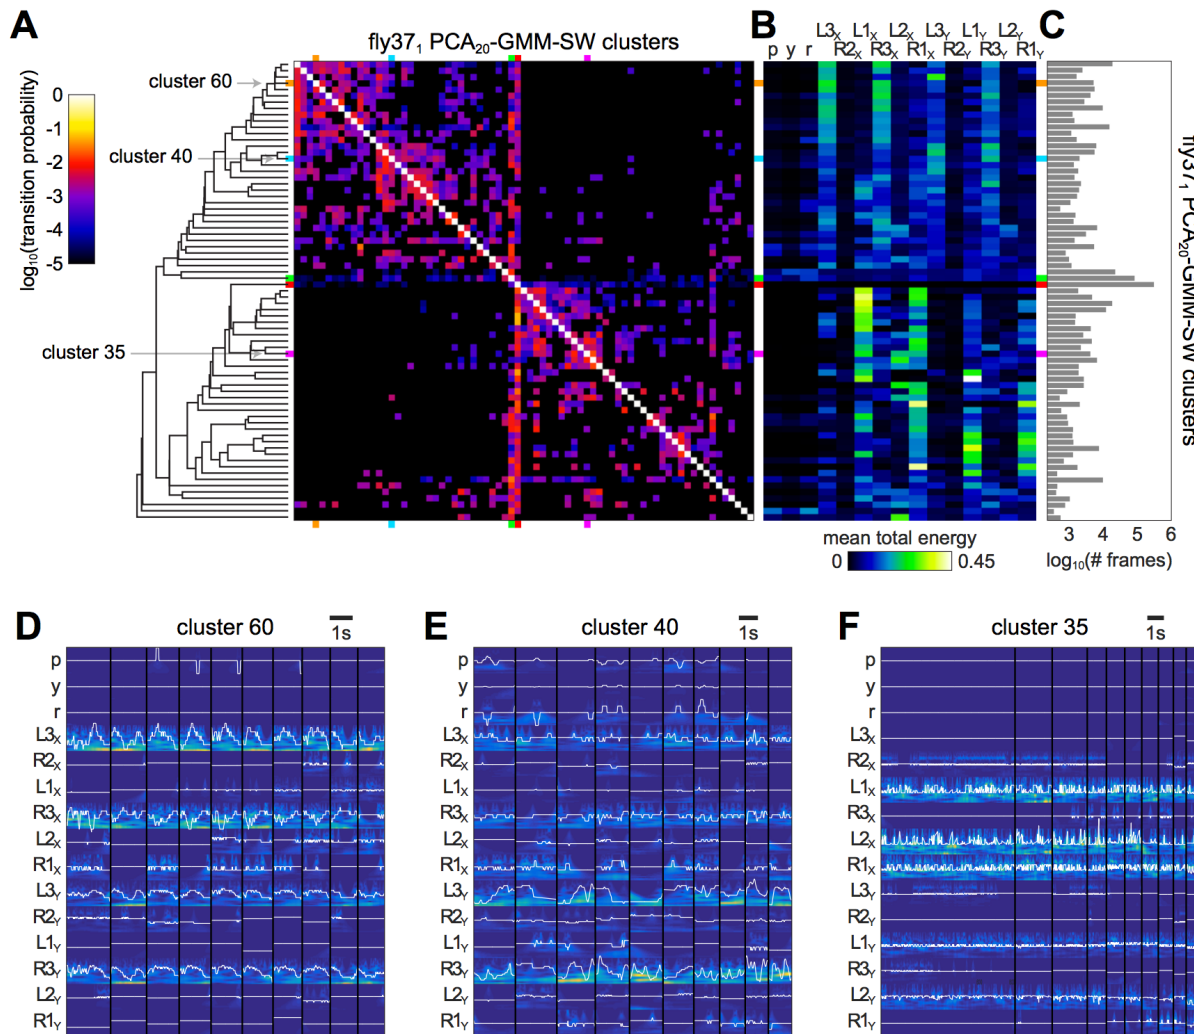 A
fly37₁ PCA₂₀-GMM-SW clusters
cluster 60
cluster 40
cluster 35
log₁₀(transition probability)
0
-1
-2
-3
-4
-5
B
L3ₓ L1ₓ L2ₓ L3ᵧ L1ᵧ L2ᵧ
p y r R2ₓ R3ₓ R1ₓ R2ᵧ R3ᵧ R1ᵧ
mean total energy
0 0.45
C
3 4 5 6
log₁₀(# frames)
fly37₁ PCA₂₀-GMM-SW clusters
D
cluster 60
1s
p
y
r
L3ₓ
R2ₓ
L1ₓ
R3ₓ
L2ₓ
R1ₓ
L3ᵧ
R2ᵧ
L1ᵧ
R3ᵧ
L2ᵧ
R1ᵧ
E
cluster 40
1s
p
y
r
L3ₓ
R2ₓ
L1ₓ
R3ₓ
L2ₓ
R1ₓ
L3ᵧ
R2ᵧ
L1ᵧ
R3ᵧ
L2ᵧ
R1ᵧ
F
cluster 35
1s
p
y
r
L3ₓ
R2ₓ
L1ₓ
R3ₓ
L2ₓ
R1ₓ
L3ᵧ
R2ᵧ
L1ᵧ
R3ᵧ
L2ᵧ
R1ᵧ